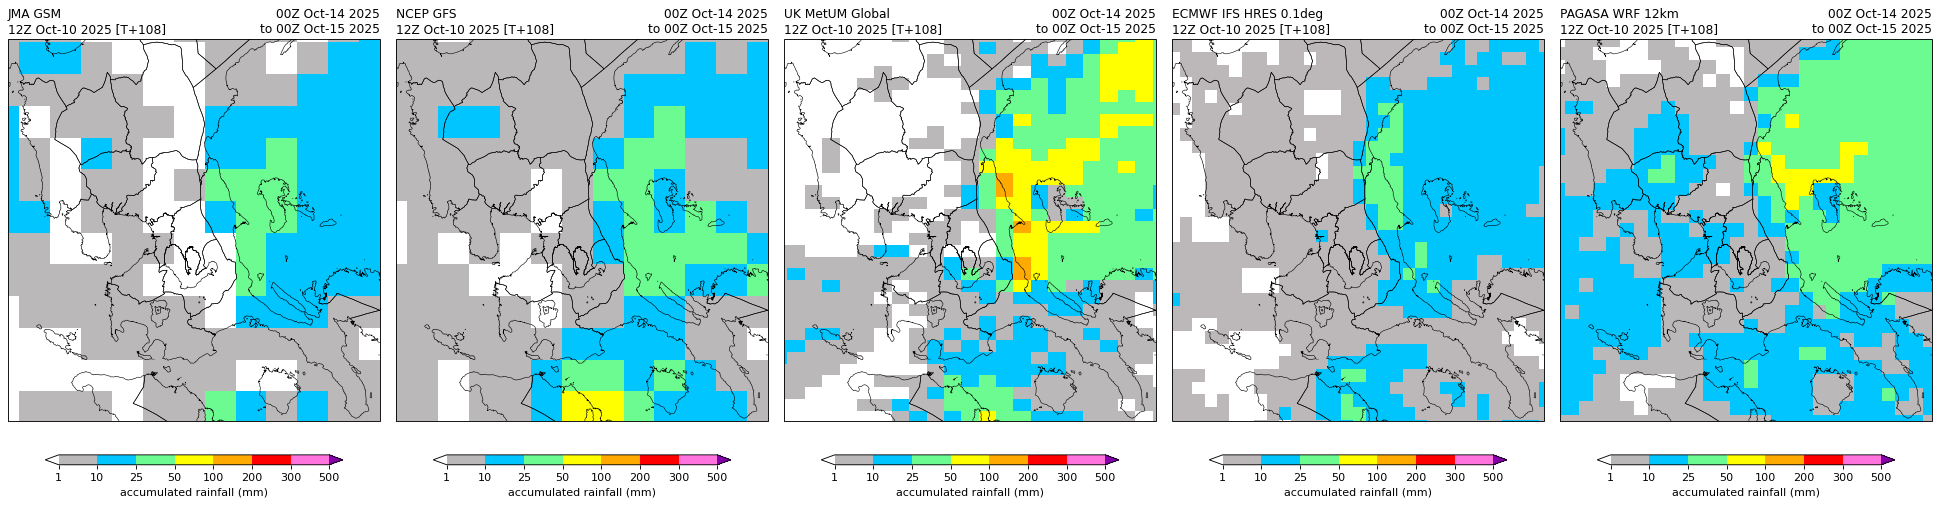 JMA GSM 00Z Oct-14 2025
12Z Oct-10 2025 [T+108] to 00Z Oct-15 2025
NCEP GFS 00Z Oct-14 2025
12Z Oct-10 2025 [T+108] to 00Z Oct-15 2025
UK MetUM Global 00Z Oct-14 2025
12Z Oct-10 2025 [T+108] to 00Z Oct-15 2025
ECMWF IFS HRES 0.1deg 00Z Oct-14 2025
12Z Oct-10 2025 [T+108] to 00Z Oct-15 2025
PAGASA WRF 12km 00Z Oct-14 2025
12Z Oct-10 2025 [T+108] to 00Z Oct-15 2025
1 10 25 50 100 200 300 500
accumulated rainfall (mm)
1 10 25 50 100 200 300 500
accumulated rainfall (mm)
1 10 25 50 100 200 300 500
accumulated rainfall (mm)
1 10 25 50 100 200 300 500
accumulated rainfall (mm)
1 10 25 50 100 200 300 500
accumulated rainfall (mm)